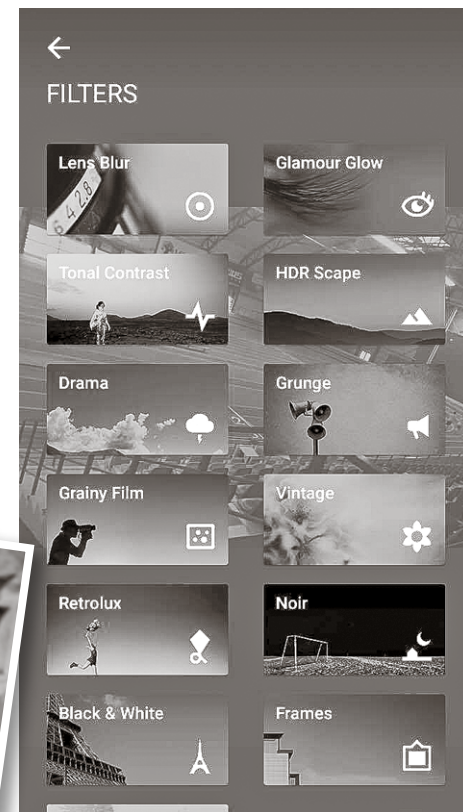 FILTERS
Lens Blur
Glamour Glow
Tonal Contrast
HDR Scape
Drama
Grunge
Grainy Film
Vintage
Retrolux
Noir
Black & White
Frames